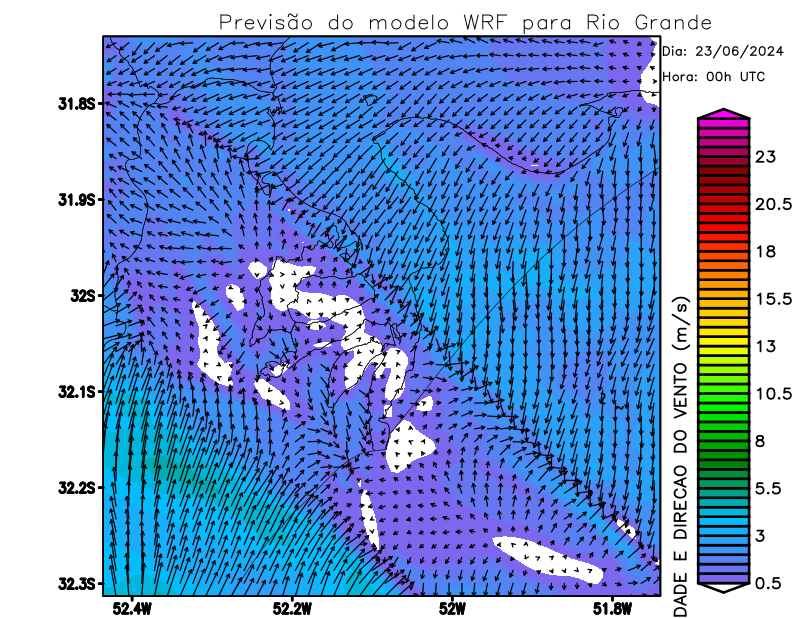 Previsão do modelo WRF para Rio Grande
Dia: 23/06/2024
Hora: 00h UTC
31.8S
31.9S
32S
32.1S
32.2S
32.3S
52.4W
52.2W
52W
51.8W
23
20.5
18
15.5
13
10.5
8
5.5
3
0.5
DADE E DIRECAO DO VENTO (m/s)